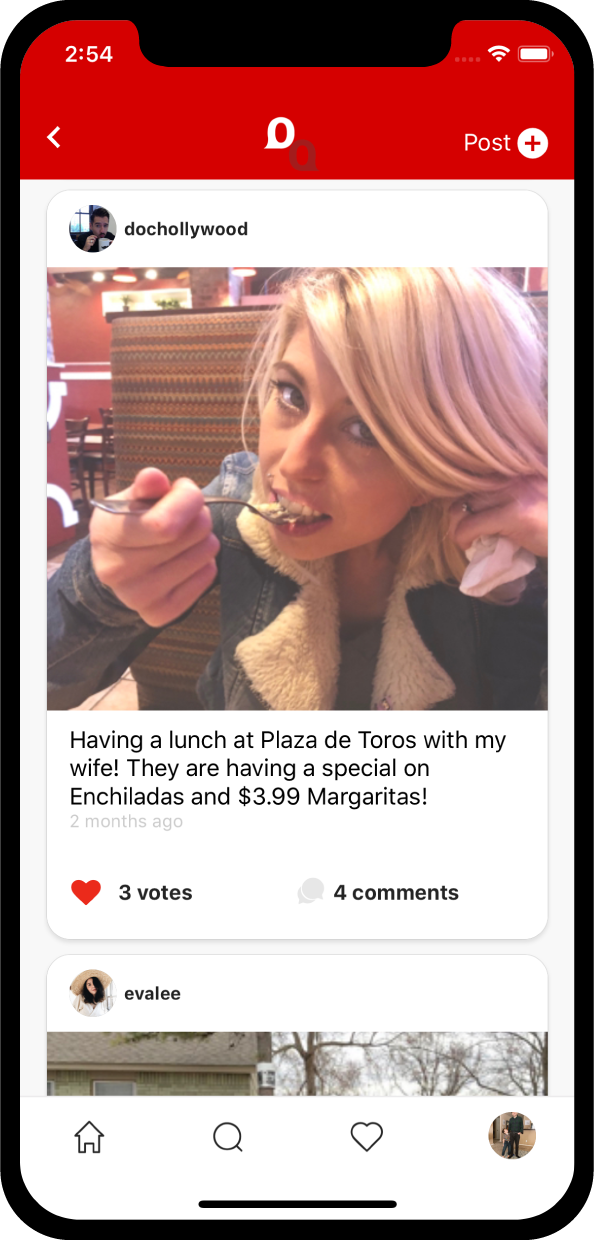 2:54
Post
dochollywood
Having a lunch at Plaza de Toros with my
wife! They are having a special on
Enchiladas and $3.99 Margaritas!
2 months ago
3 votes
4 comments
evalee